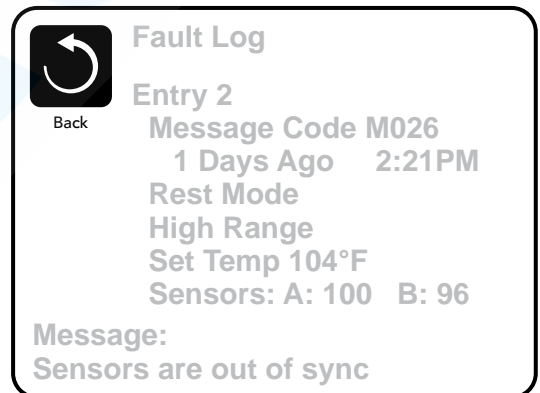 Fault Log
Back
Entry 2
Message Code M026
1 Days Ago 2:21PM
Rest Mode
High Range
Set Temp 104°F
Sensors: A: 100 B: 96
Message:
Sensors are out of sync